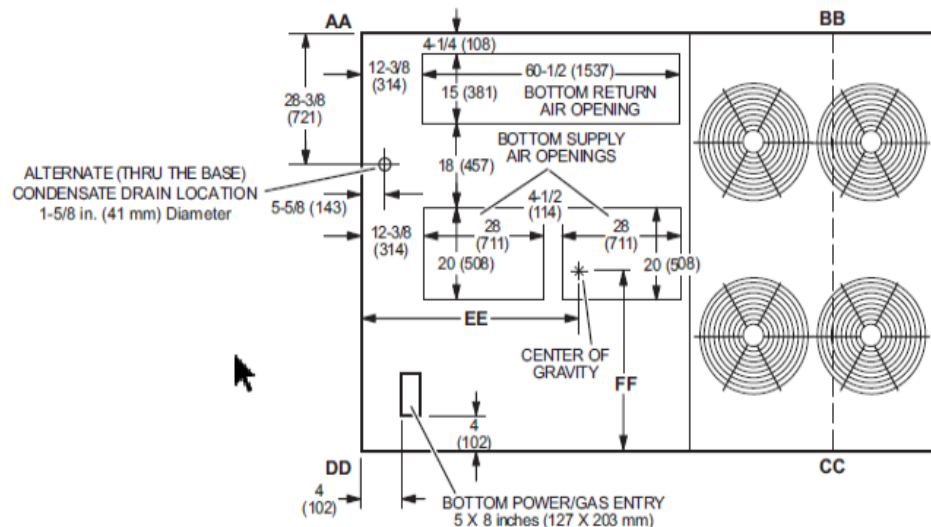 AA
BB
4-1/4 (108)
12-3/8
(314)
60-1/2 (1537)
28-3/8
(721)
15 (381)
BOTTOM RETURN
AIR OPENING
BOTTOM SUPPLY
AIR OPENINGS
18 (457)
ALTERNATE (THRU THE BASE)
CONDENSATE DRAIN LOCATION
1-5/8 in. (41 mm) Diameter
5-5/8 (143)
4-1/2
(114)
12-3/8
(314)
28
(711)
28
(711)
20 (508)
20 (508)
EE
CENTER OF
GRAVITY
FF
4
(102)
DD
CC
4
(102)
BOTTOM POWER/GAS ENTRY
5 X 8 inches (127 X 203 mm)